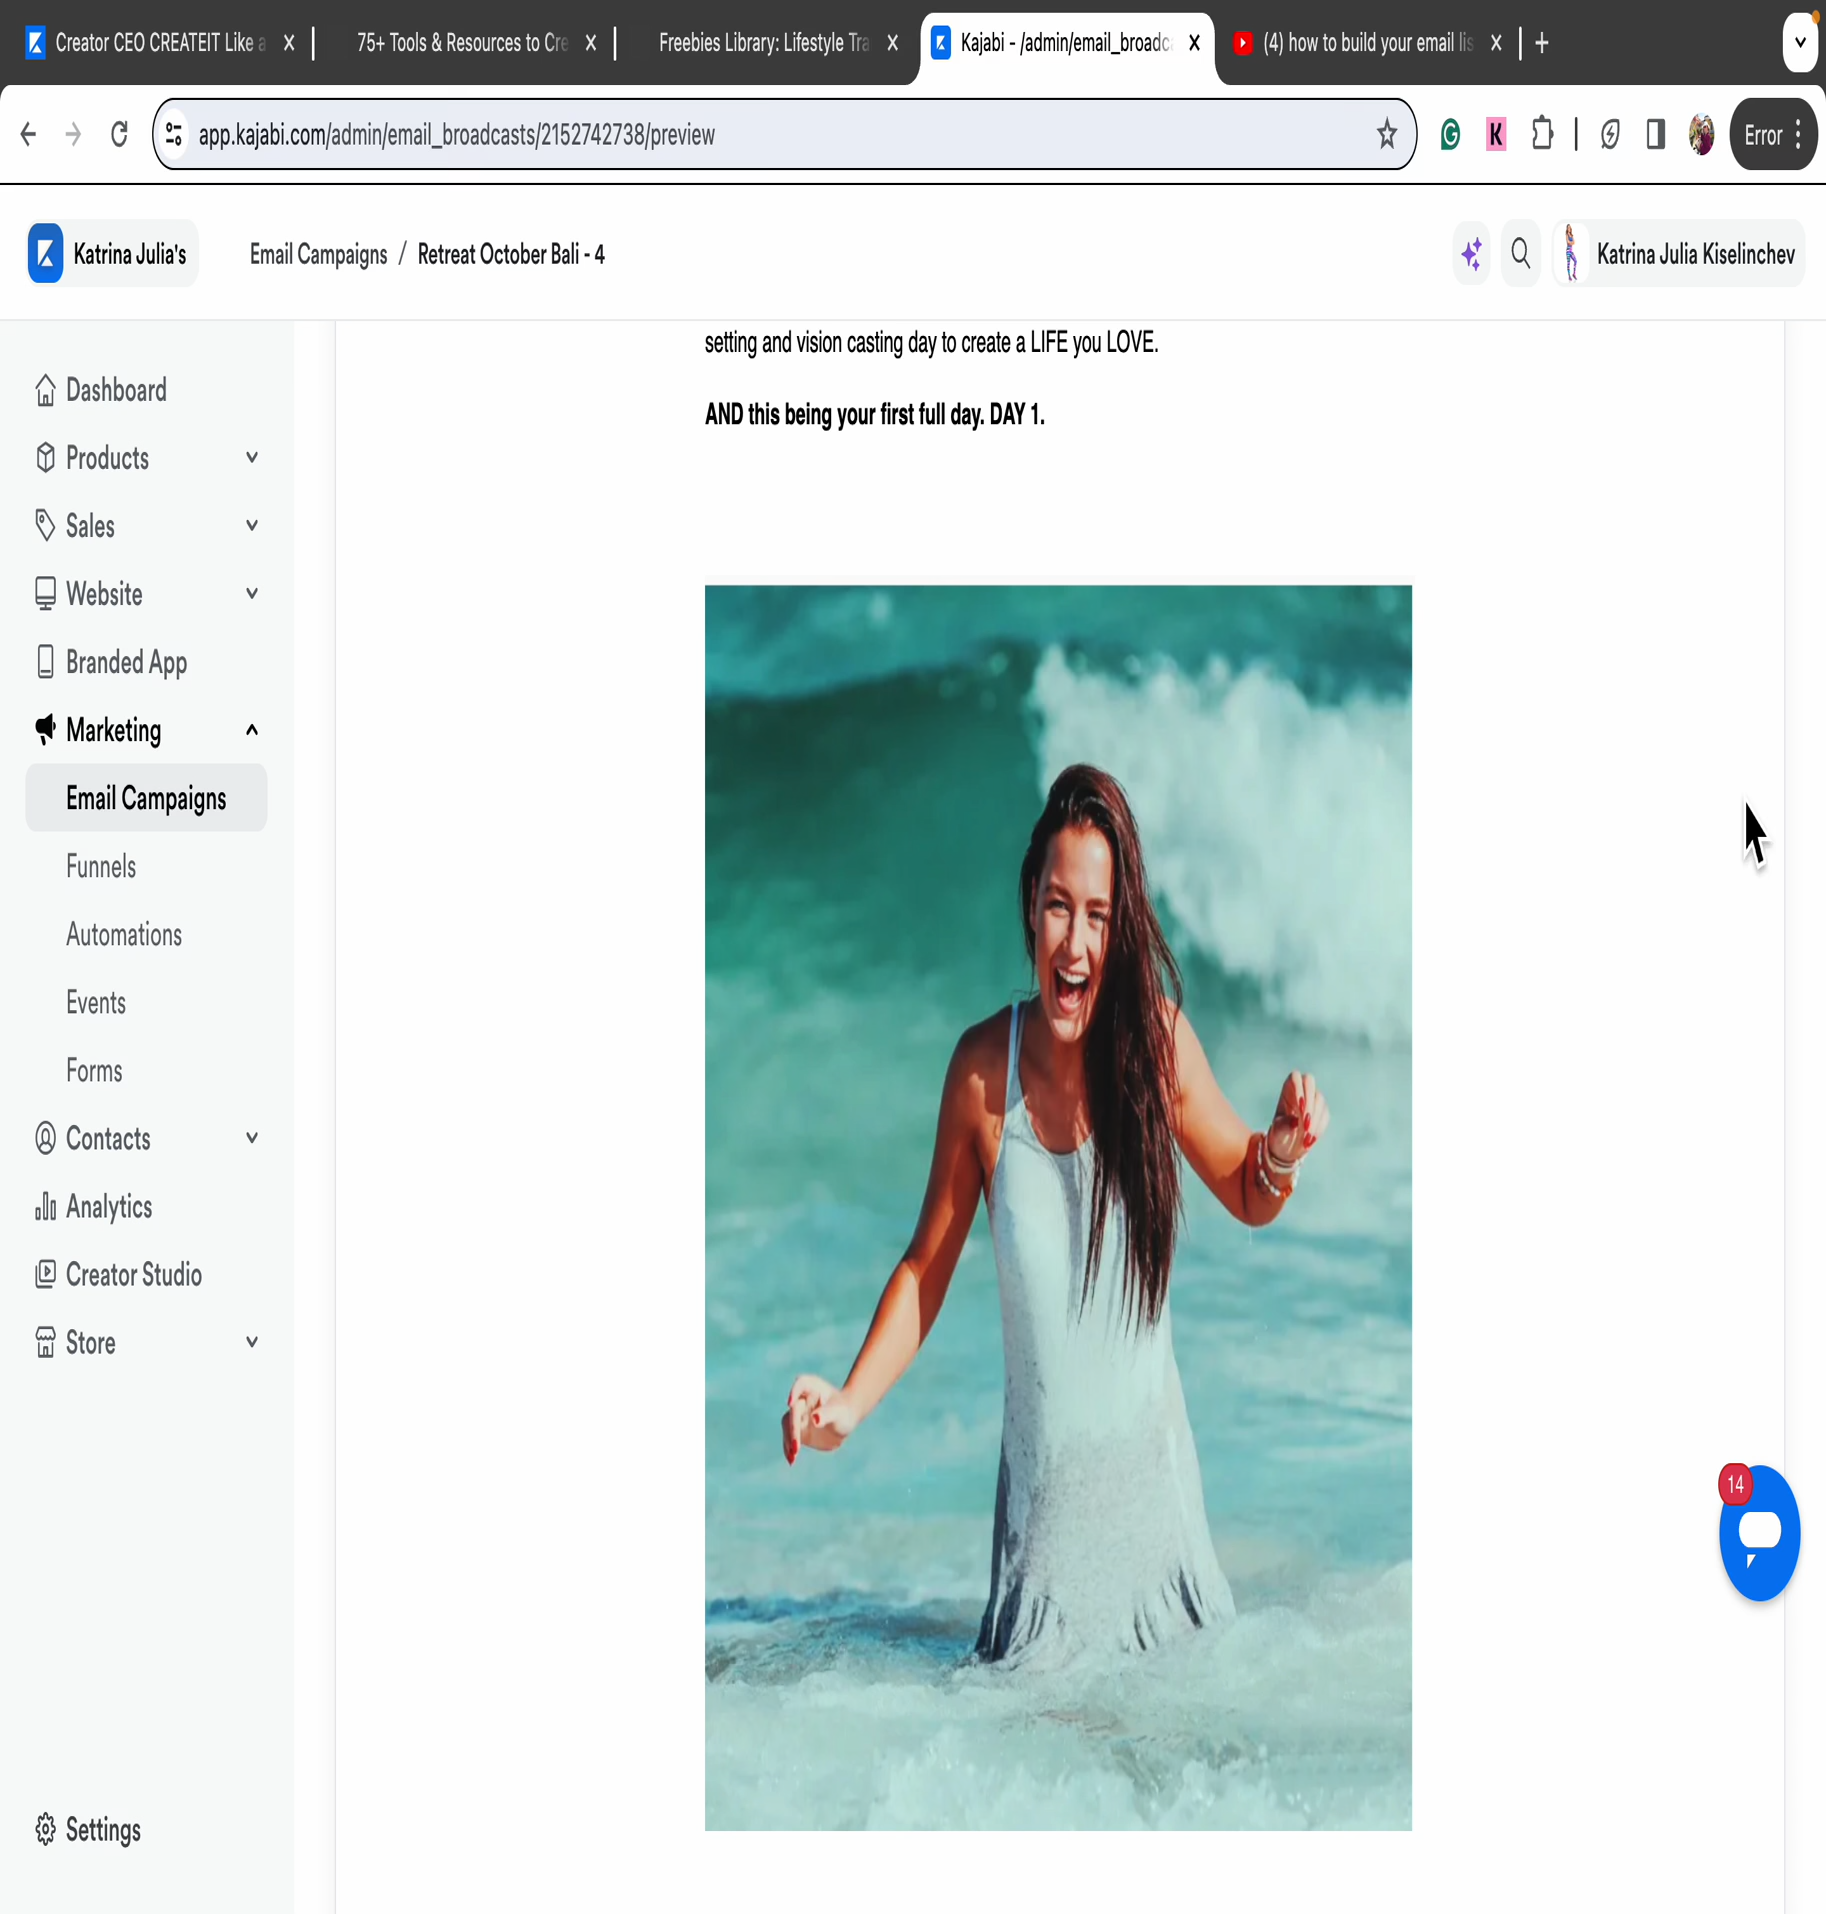 Creator CEO CREATEIT Like a
75+ Tools & Resources to Cre
Freebies Library: Lifestyle Tra
Kajabi - /admin/email_broadc
(4) how to build your email lis
app.kajabi.com/admin/email_broadcasts/2152742738/preview
K
Error
Katrina Julia's
Email Campaigns / Retreat October Bali - 4
Katrina Julia Kiselinchev
Dashboard
Products
Sales
Website
Branded App
Marketing
Email Campaigns
Funnels
Automations
Events
Forms
Contacts
Analytics
Creator Studio
Store
Settings
setting and vision casting day to create a LIFE you LOVE.
AND this being your first full day. DAY 1.
14